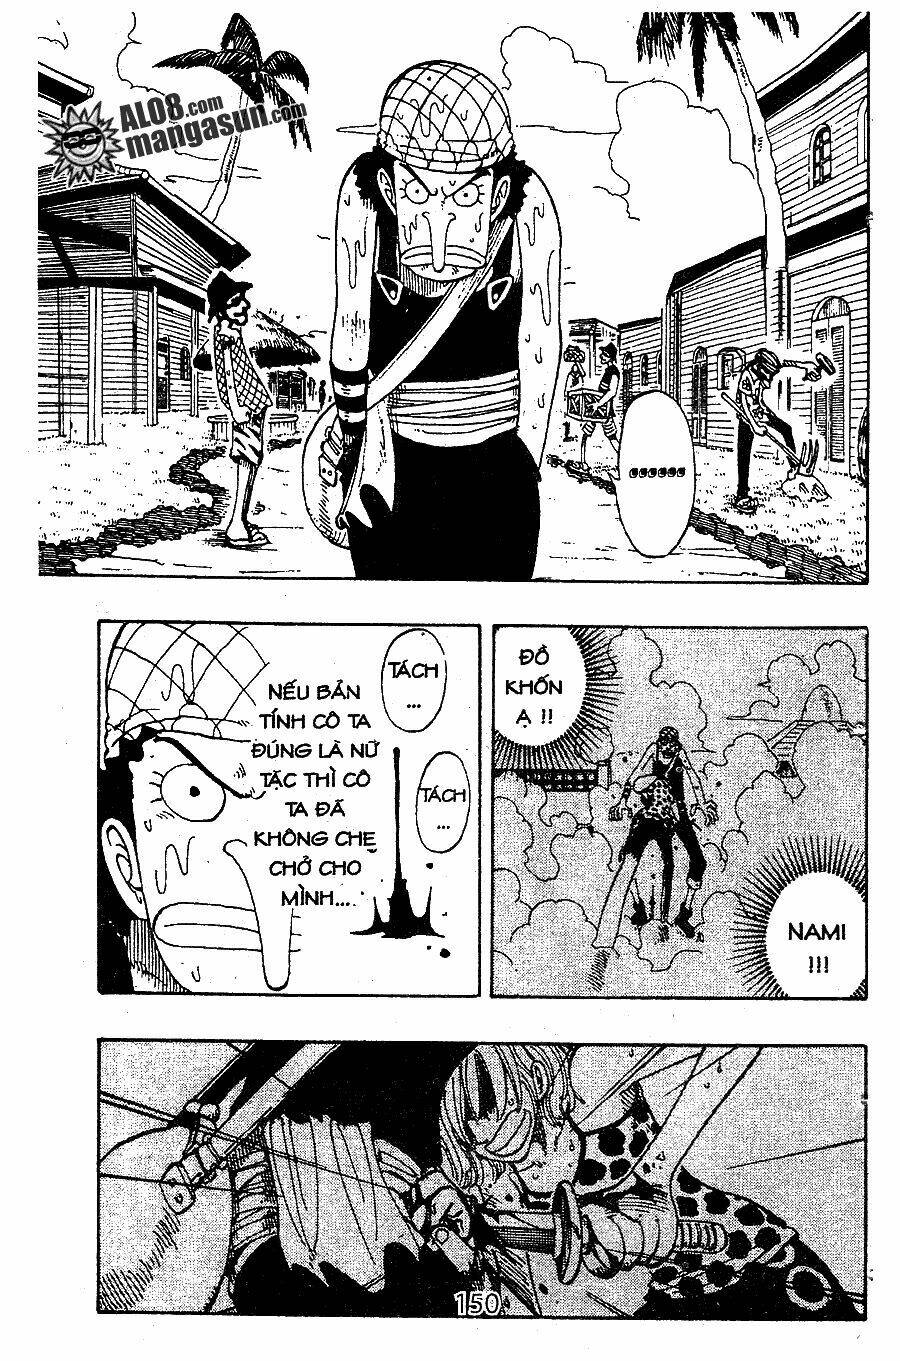 ALO8.com
mangasun.com
......
ĐỒ
KHỐN
Ạ !!
NAMI
!!!
TÁCH
...
TÁCH
...
NẾU BẢN
TÍNH CÔ TA
ĐÚNG LÀ NỮ
TẶC THÌ CÔ
TA ĐÃ
KHÔNG CHE
CHỞ CHO
MÌNH....
150